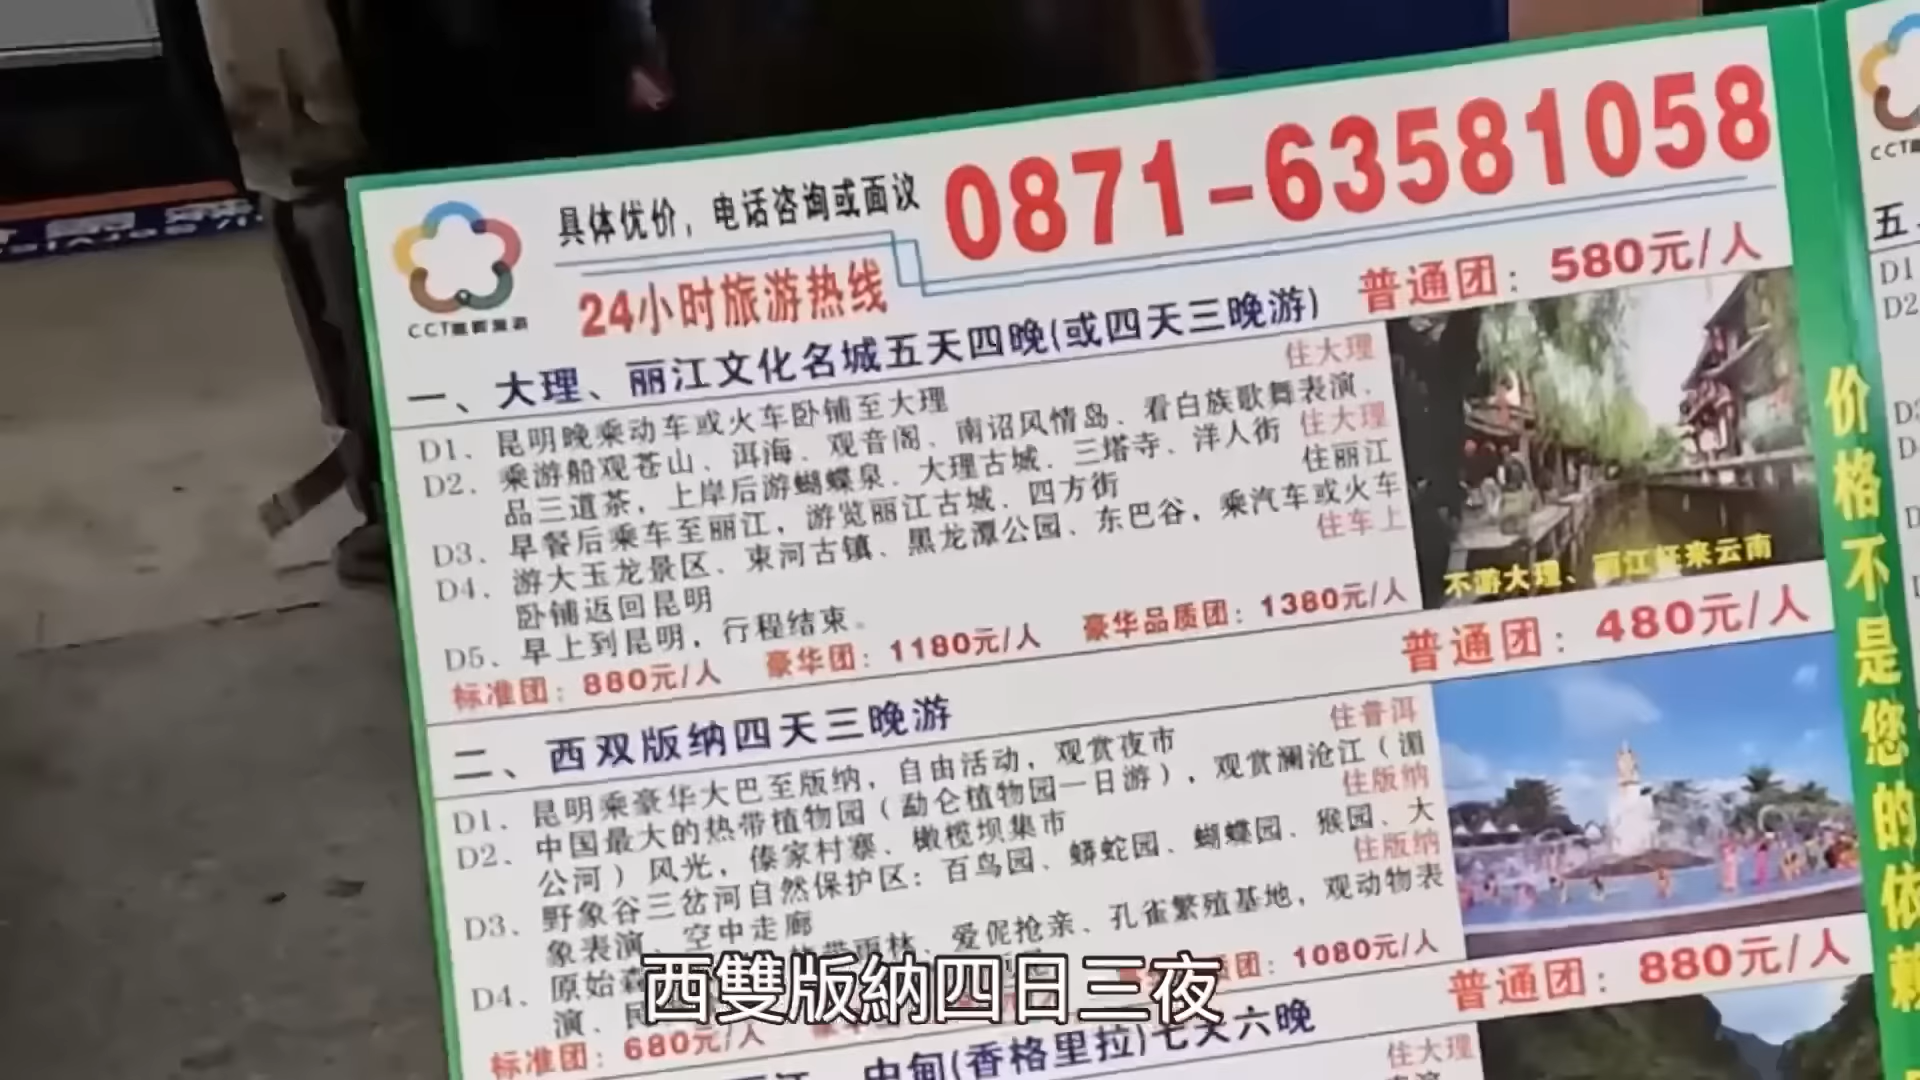 具体优价，电话咨询或面议
0871-63581058
24小时旅游热线
一、大理、丽江文化名城五天四晚(或四天三晚游)
普通团：580元/人
D1、昆明晚乘动车或火车卧铺至大理 住大理
D2、乘游船观苍山、洱海、观音阁、南诏风情岛、看白族歌舞表演、
品三道茶，上岸后游蝴蝶泉、大理古城、三塔寺、洋人街 住大理
D3、早餐后乘车至丽江，游览丽江古城、四方街 住丽江
D4、游大玉龙景区、束河古镇、黑龙潭公园、东巴谷，乘汽车或火车
卧铺返回昆明 住车上
D5、早上到昆明，行程结束。
标准团：880元/人 豪华团：1180元/人 豪华品质团：1380元/人
不游大理、丽江枉来云南
二、西双版纳四天三晚游
普通团：480元/人
D1、昆明乘豪华大巴至版纳，自由活动，观赏夜市 住普洱
D2、中国最大的热带植物园（勐仑植物园一日游），观赏澜沧江（湄
公河）风光，傣家村寨、橄榄坝集市 住版纳
D3、野象谷三岔河自然保护区：百鸟园、蟒蛇园、蝴蝶园、猴园、大
象表演、空中走廊 住版纳
D4、原始森 雨林、爱伲抢亲、孔雀繁殖基地，观动物表
演、民
标准团：680元/人 团：1080元/人
普通团：880元/人
中甸(香格里拉)七天六晚
住大理
价格不是您的依赖
西雙版納四日三夜
CCT
五、
D1
D2